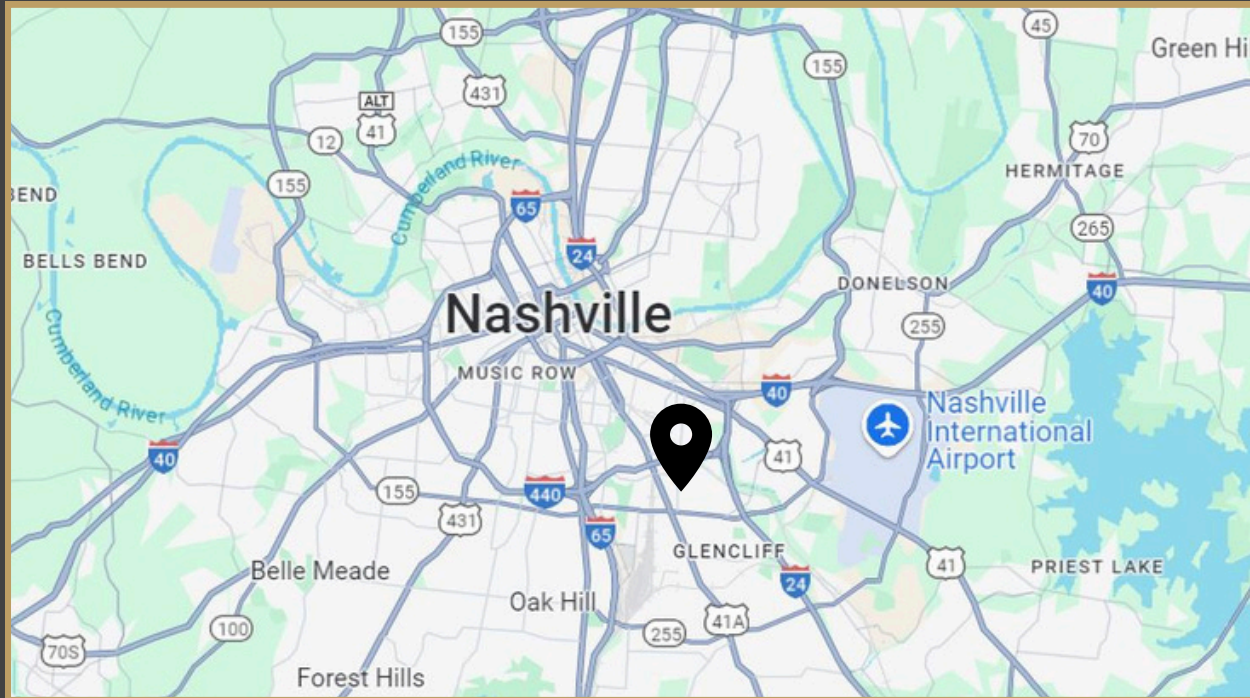 155
45
Green Hi
431
155
ALT
41
12
70
Cumberland River
HERMITAGE
155
BEND
65
265
24
BELLS BEND
DONELSON
40
Nashville
255
Cumberland River
MUSIC ROW
40
Nashville
International
Airport
40
41
155
440
431
65
GLENCLIFF
41
PRIEST LAKE
Belle Meade
24
Oak Hill
41A
100
255
70S
Forest Hills